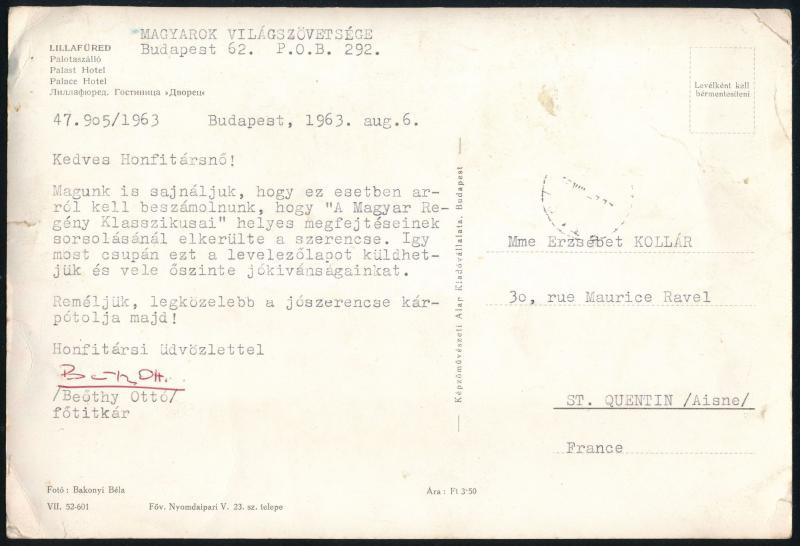 MAGYAROK VILÁGSZÖVETSÉGE
Budapest 62. P.O.B. 292.
LILLAFÜRED
Palotaszálló
Palast Hotel
Palace Hotel
Лиллафюред. Гостиница »Дворец«
47.905/1963 Budapest, 1963. aug.6.
Kedves Honfitársnő!
Magunk is sajnáljuk, hogy ez esetben ar-
ról kell beszámolnunk, hogy "A Magyar Re-
gény Klasszikusai" helyes megfejtéseinek
sorsolásánál elkerülte a szerencse. Igy
most csupán ezt a levelezőlapot küldhet-
jük és vele őszinte jókivánságainkat.
Reméljük, legközelebb a jószerencse kár-
pótolja majd!
Honfitársi üdvözlettel
/Beőthy Ottó/
főtitkár
Fotó: Bakonyi Béla
VII. 52-601 Főv. Nyomdaipari V. 23. sz. telepe
Ára: Ft 3·50
Képzőművészeti Alap Kiadóvállalata, Budapest
Levélként kell
bérmentesíteni
Mme Erzsébet KOLLÁR
30, rue Maurice Ravel
ST. QUENTIN /Aisne/
France